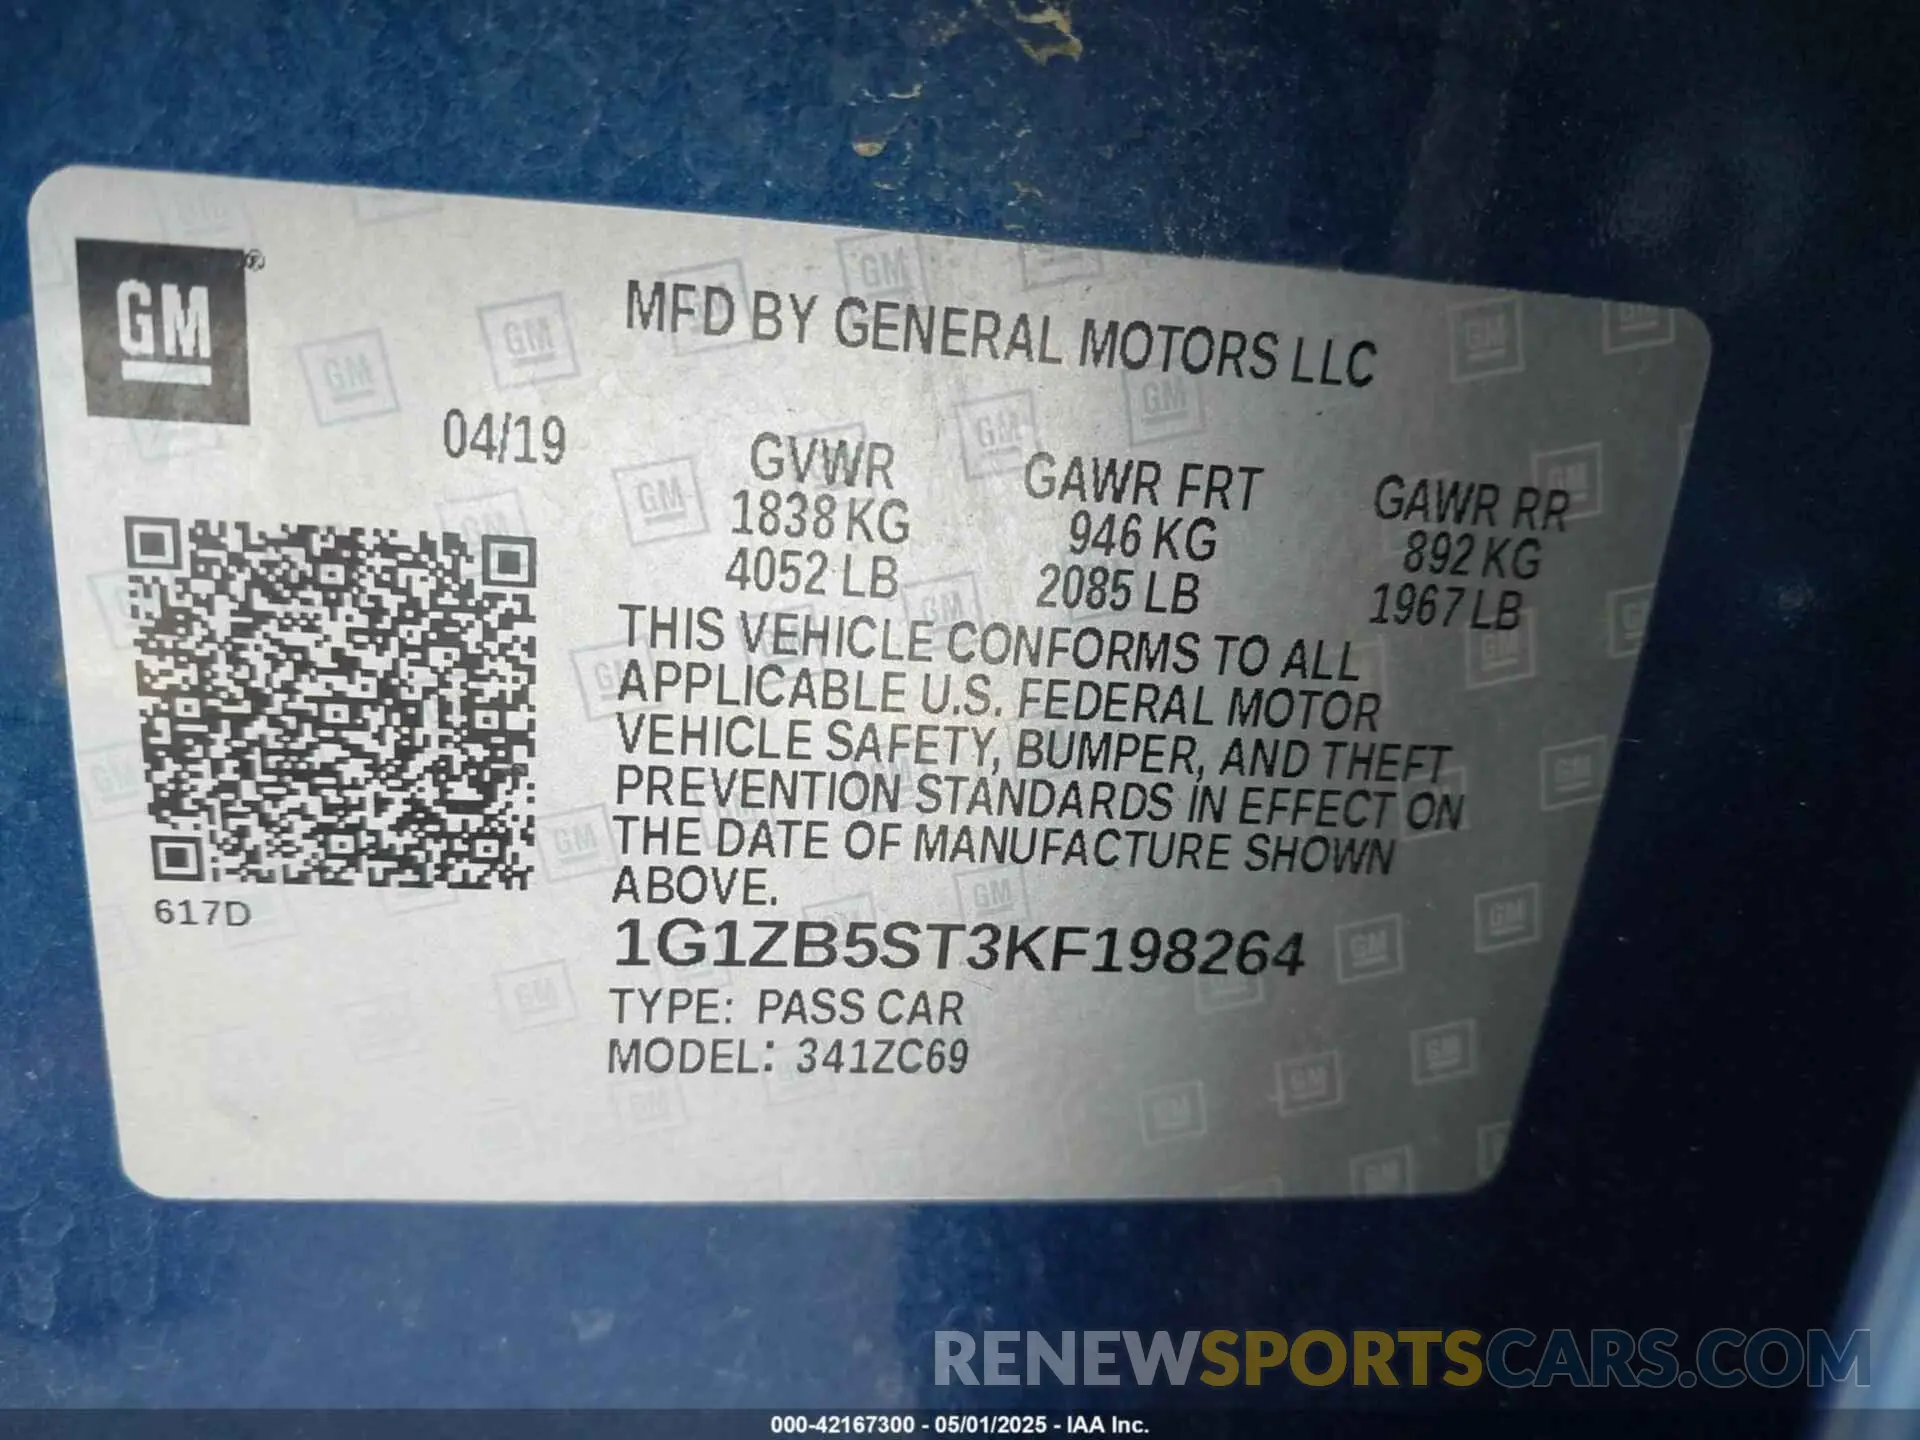 GM®
MFD BY GENERAL MOTORS LLC
04/19
GVWR GAWR FRT GAWR RR
1838 KG 946 KG 892 KG
4052 LB 2085 LB 1967 LB
THIS VEHICLE CONFORMS TO ALL
APPLICABLE U.S. FEDERAL MOTOR
VEHICLE SAFETY, BUMPER, AND THEFT
PREVENTION STANDARDS IN EFFECT ON
THE DATE OF MANUFACTURE SHOWN
ABOVE.
617D
1G1ZB5ST3KF198264
TYPE: PASS CAR
MODEL: 341ZC69
RENEWSPORTSCARS.COM
000-42167300 - 05/01/2025 - IAA Inc.